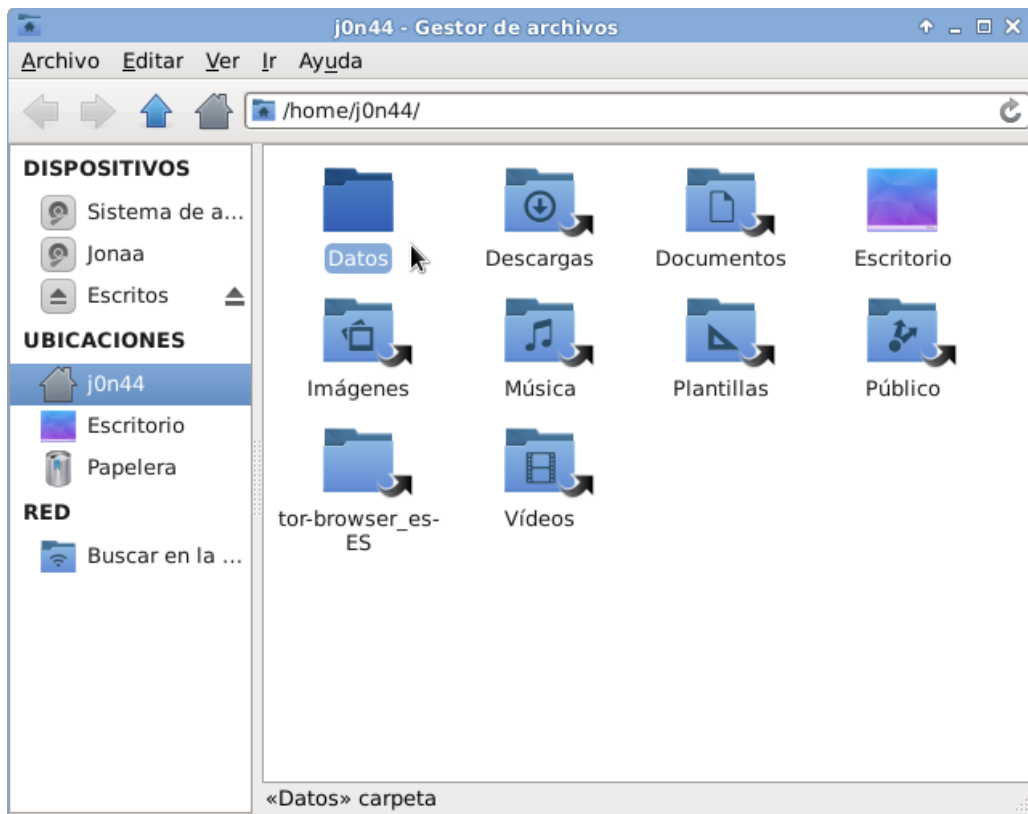 j0n44 - Gestor de archivos
Archivo Editar Ver Ir Ayuda
/home/j0n44/
DISPOSITIVOS
Sistema de a...
Jonaa
Escritos
UBICACIONES
j0n44
Escritorio
Papelera
RED
Buscar en la ...
Datos Descargas Documentos Escritorio
Imágenes Música Plantillas Público
tor-browser_es-
ES
Vídeos
«Datos» carpeta